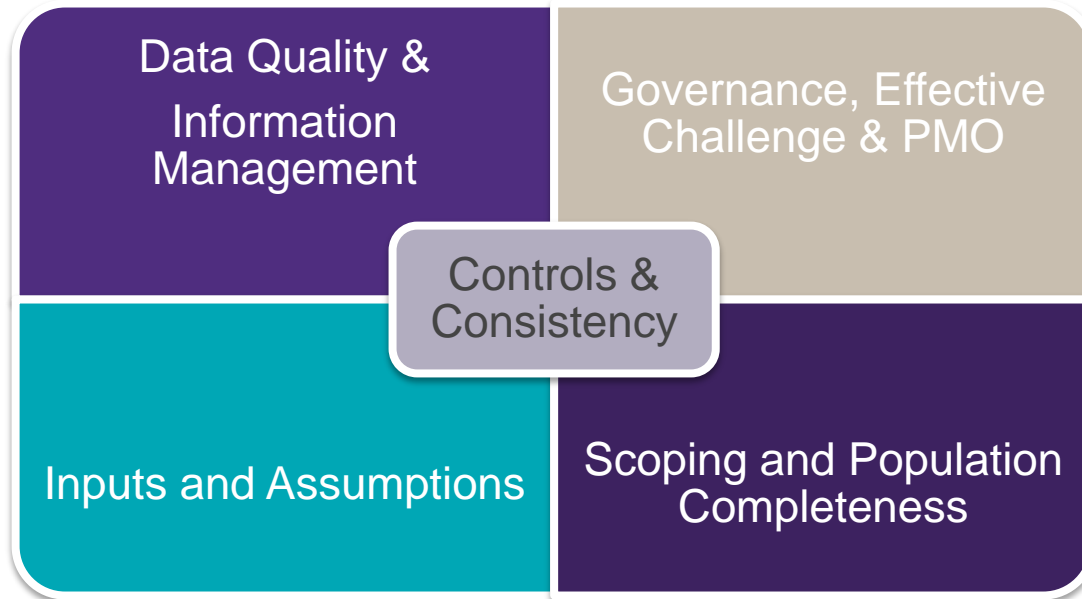 Data Quality &
Information
Management
Governance, Effective
Challenge & PMO
Controls &
Consistency
Inputs and Assumptions
Scoping and Population
Completeness